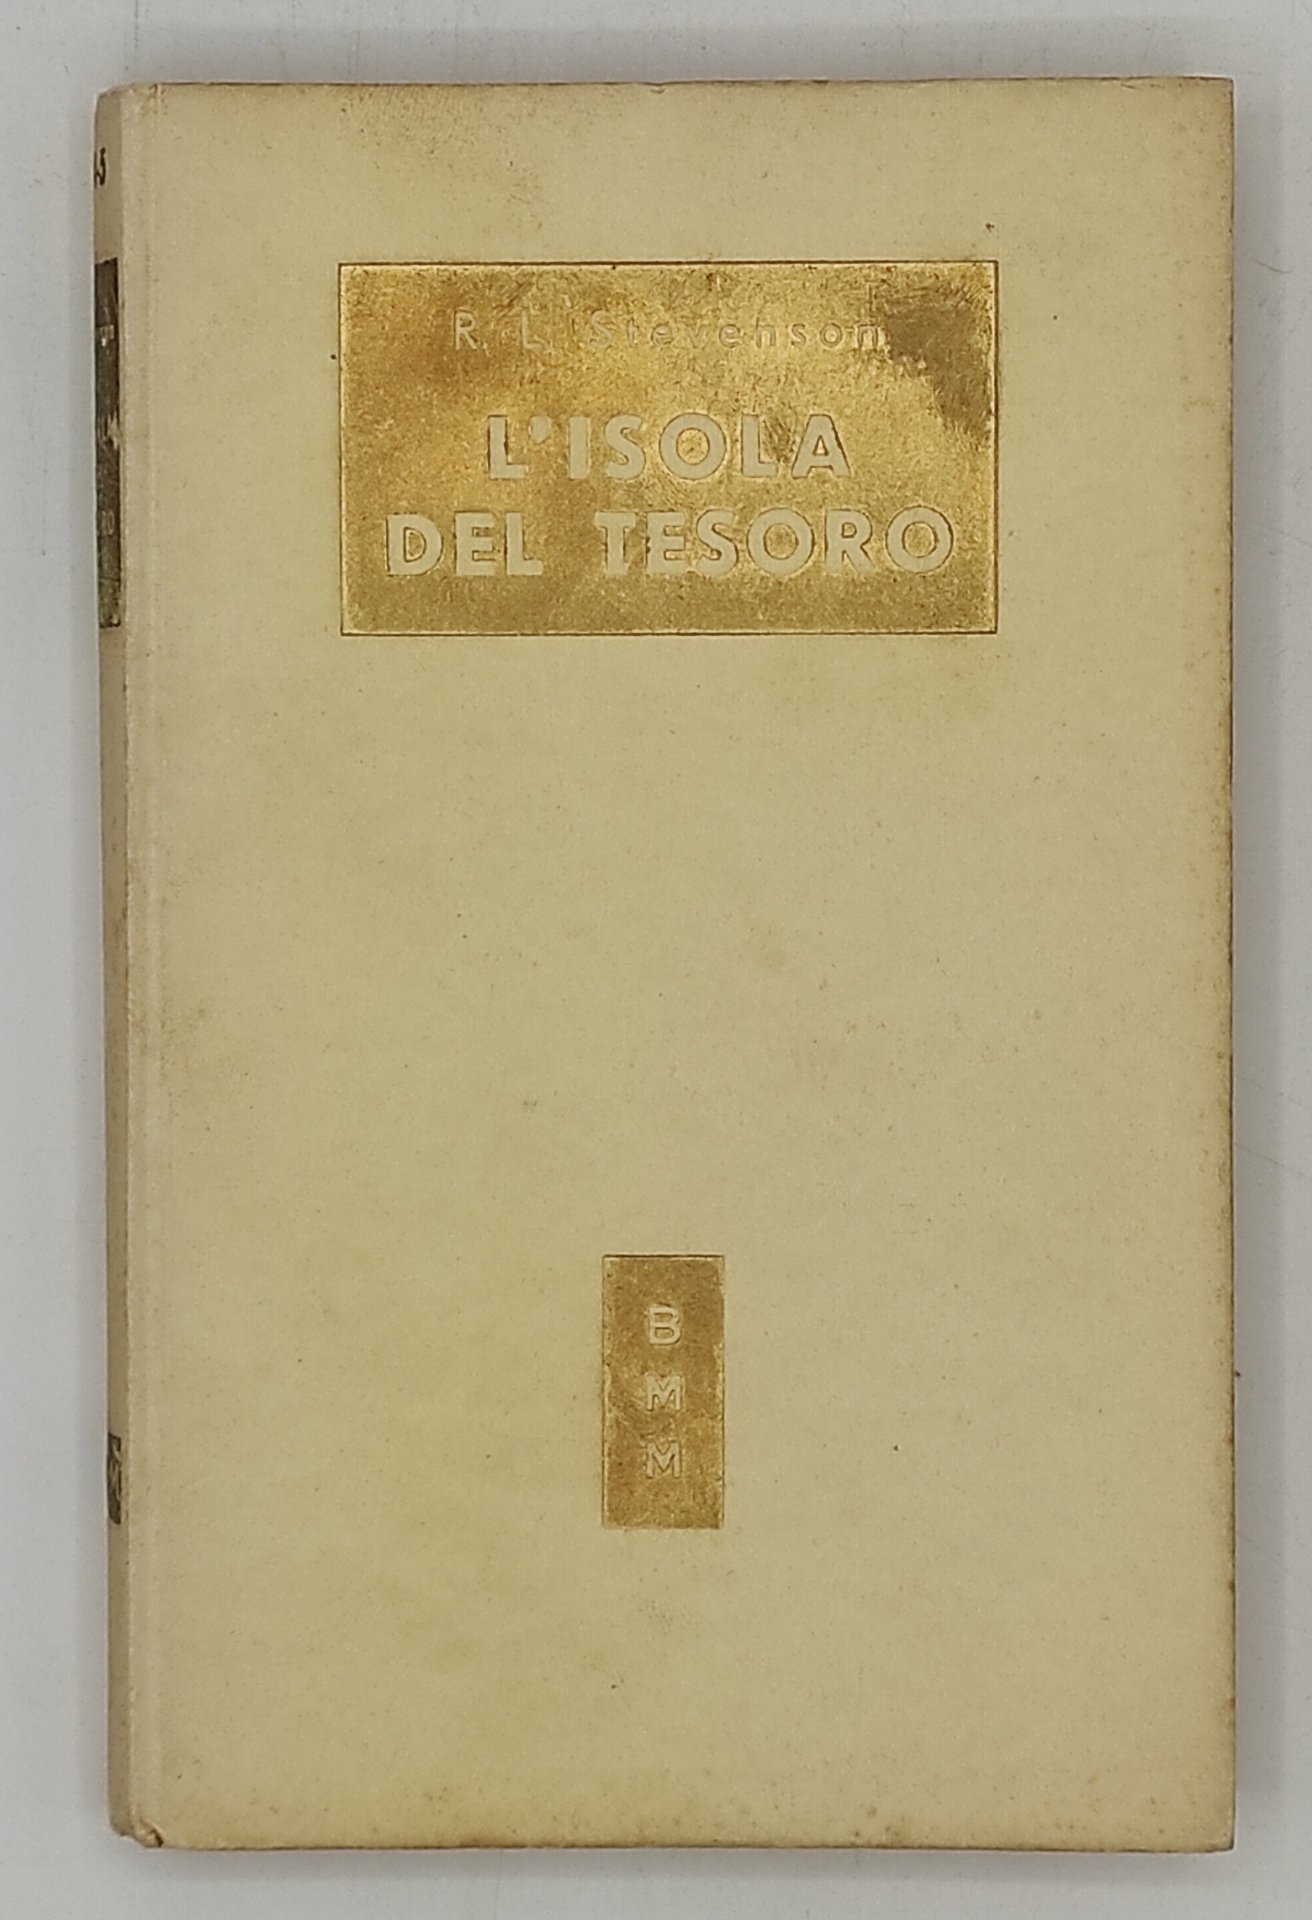 R. L. Stevenson
L'ISOLA
DEL TESORO
B
M
M